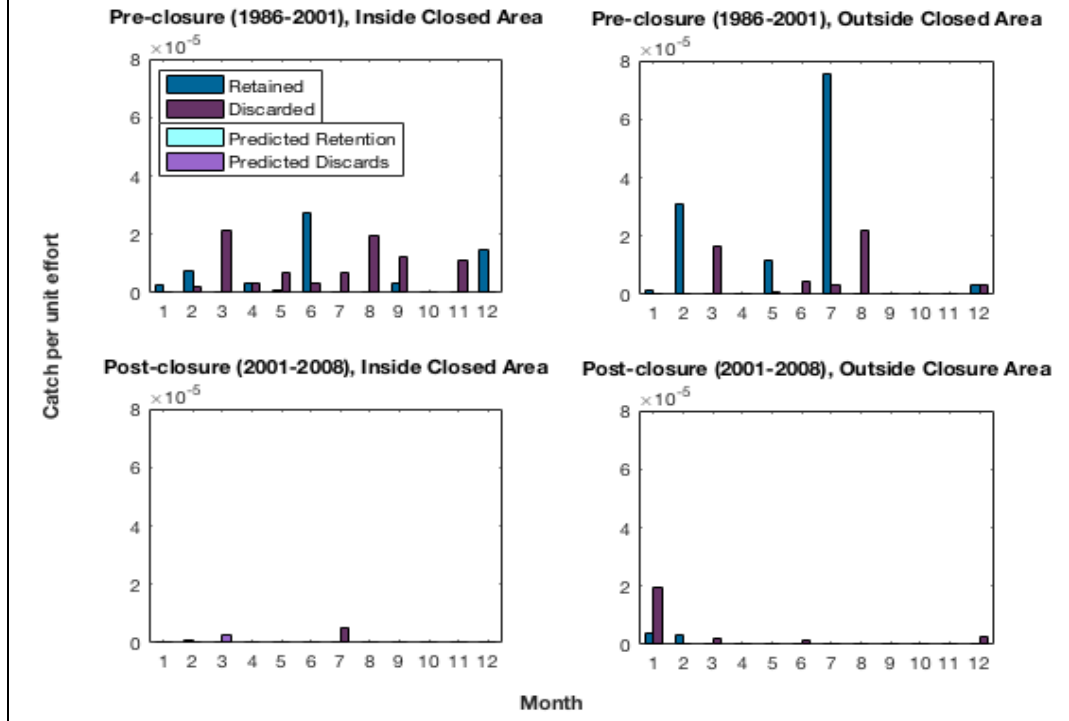 Pre-closure (1986-2001), Inside Closed Area
×10-5
8
6
4
2
0
Retained
Discarded
Predicted Retention
Predicted Discards
1 2 3 4 5 6 7 8 9 10 11 12
Pre-closure (1986-2001), Outside Closed Area
×10-5
8
6
4
2
0
1 2 3 4 5 6 7 8 9 10 11 12
Catch per unit effort
Post-closure (2001-2008), Inside Closed Area
×10-5
8
6
4
2
0
1 2 3 4 5 6 7 8 9 10 11 12
Post-closure (2001-2008), Outside Closure Area
×10-5
8
6
4
2
0
1 2 3 4 5 6 7 8 9 10 11 12
Month